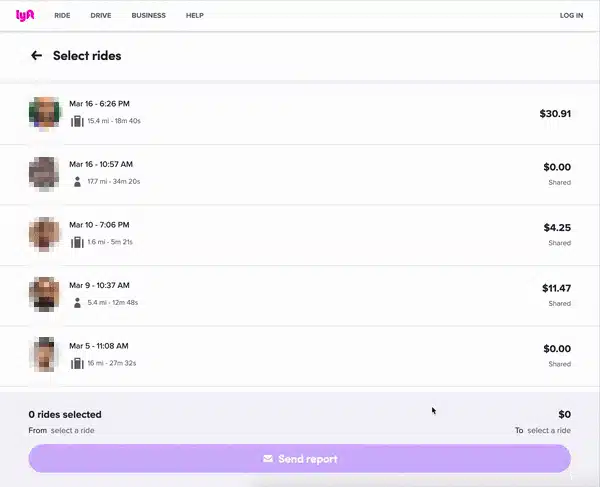 lyft RIDE DRIVE BUSINESS HELP LOG IN
Select rides
Mar 16 - 6:26 PM
15.4 mi - 18m 40s
$30.91
Mar 16 - 10:57 AM
17.7 mi - 34m 20s
$0.00
Shared
Mar 10 - 7:06 PM
1.6 mi - 5m 21s
$4.25
Shared
Mar 9 - 10:37 AM
5.4 mi - 12m 48s
$11.47
Shared
Mar 5 - 11:08 AM
16 mi - 27m 32s
$0.00
Shared
0 rides selected $0
From select a ride To select a ride
Send report